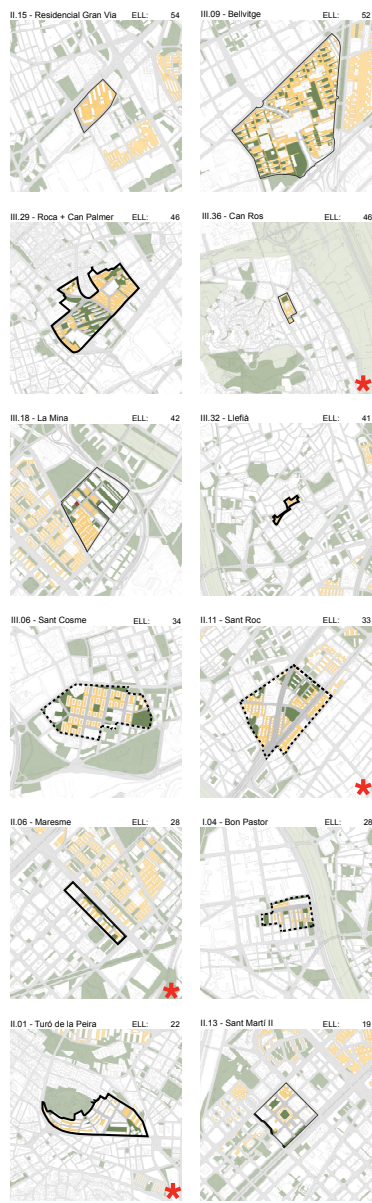 II.15 - Residencial Gran Via ELL: 54
III.09 - Bellvitge ELL: 52
III.29 - Roca + Can Palmer ELL: 46
III.36 - Can Ros ELL: 46
III.18 - La Mina ELL: 42
III.32 - Llefià ELL: 41
III.06 - Sant Cosme ELL: 34
II.11 - Sant Roc ELL: 33
II.06 - Maresme ELL: 28
I.04 - Bon Pastor ELL: 28
II.01 - Turó de la Peira ELL: 22
II.13 - Sant Martí II ELL: 19